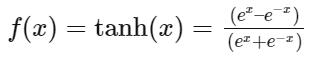 f(x) = tanh(x) = (e^x–e^–x)/(e^x+e^–x)